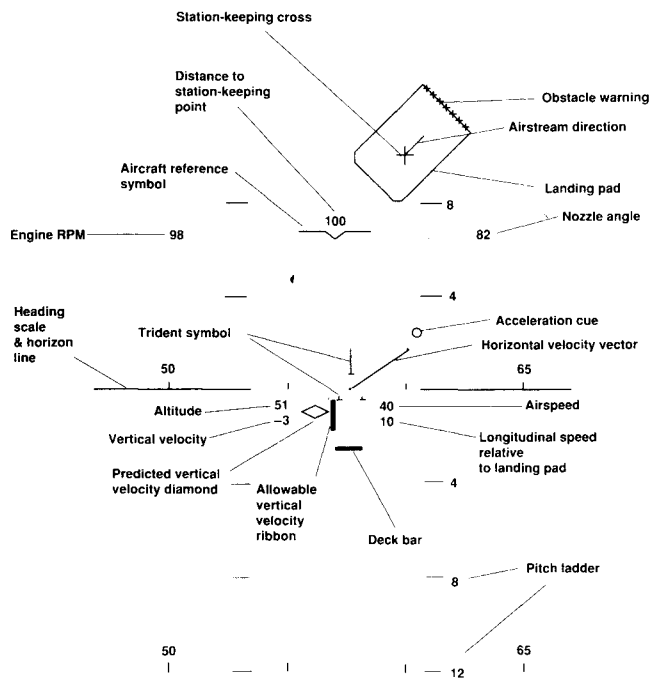 Station-keeping cross
Distance to
station-keeping
point
Obstacle warning
Airstream direction
Aircraft reference
symbol
Landing pad
8
100
Nozzle angle
Engine RPM
98
82
4
Heading
scale
& horizon
line
Trident symbol
Acceleration cue
Horizontal velocity vector
50
65
Altitude
51
40
Airspeed
Vertical velocity
−3
10
Longitudinal speed
relative
to landing pad
Predicted vertical
velocity diamond
Allowable
vertical
velocity
ribbon
4
Deck bar
8
Pitch ladder
50
65
12